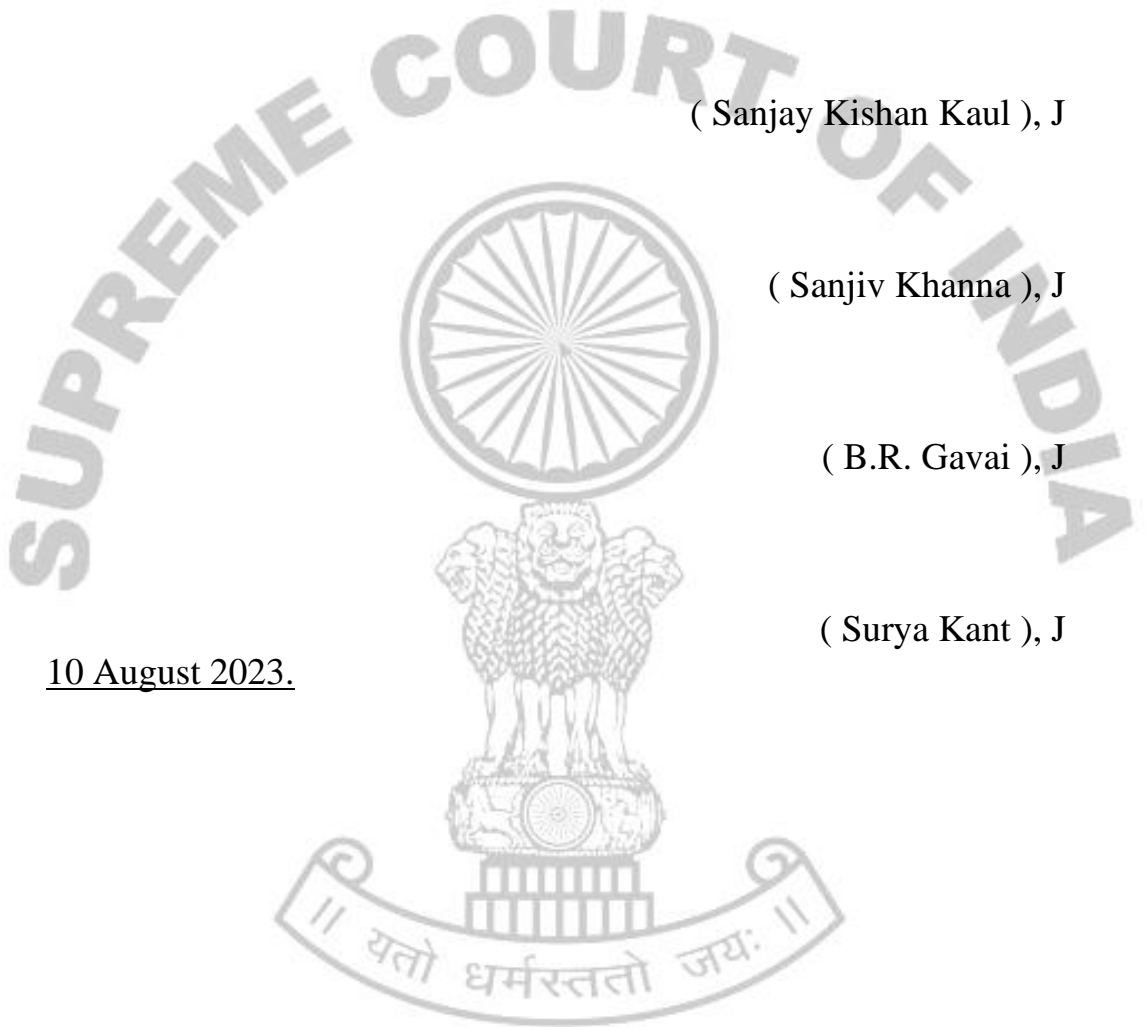 SUPREME COURT OF INDIA
( Sanjay Kishan Kaul ), J
( Sanjiv Khanna ), J
( B.R. Gavai ), J
( Surya Kant ), J
10 August 2023.
॥ यतो धर्मस्ततो जयः ॥